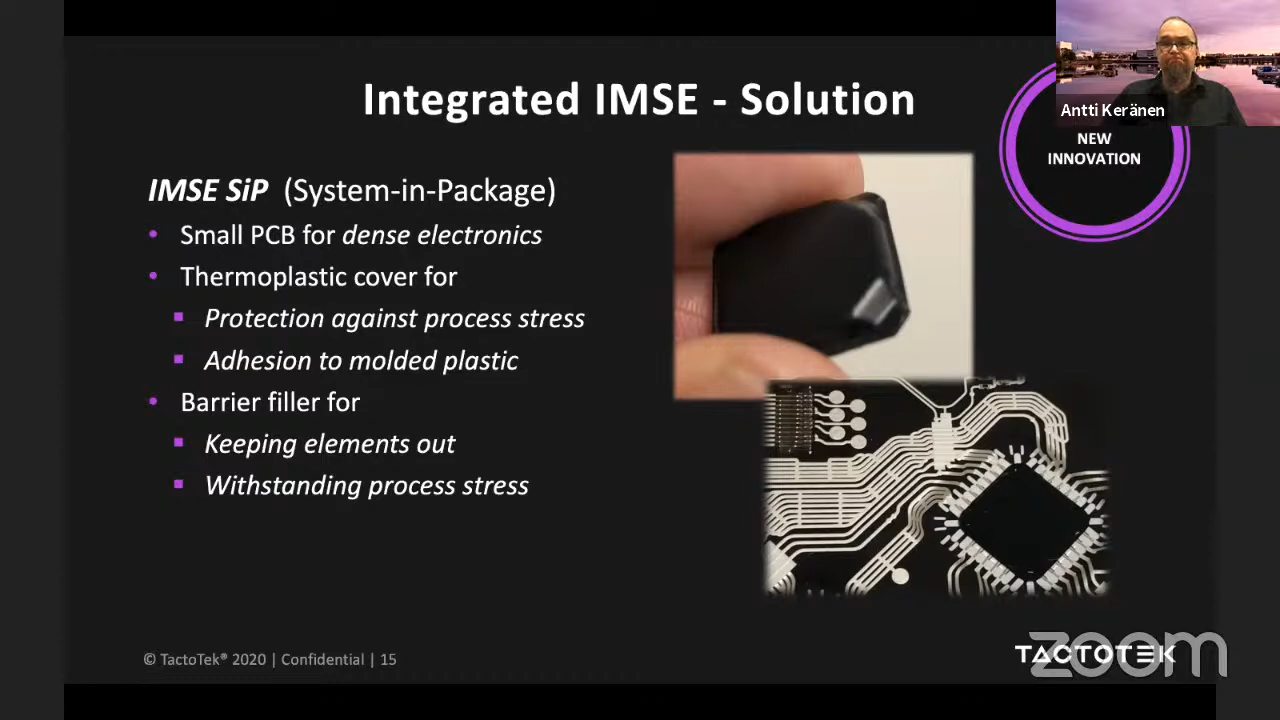 Integrated IMSE - Solution
Antti Keränen
NEW
INNOVATION
IMSE SiP (System-in-Package)
• Small PCB for dense electronics
• Thermoplastic cover for
▪ Protection against process stress
▪ Adhesion to molded plastic
• Barrier filler for
▪ Keeping elements out
▪ Withstanding process stress
© TactoTek® 2020 | Confidential | 15
TACTOTEK
zoom